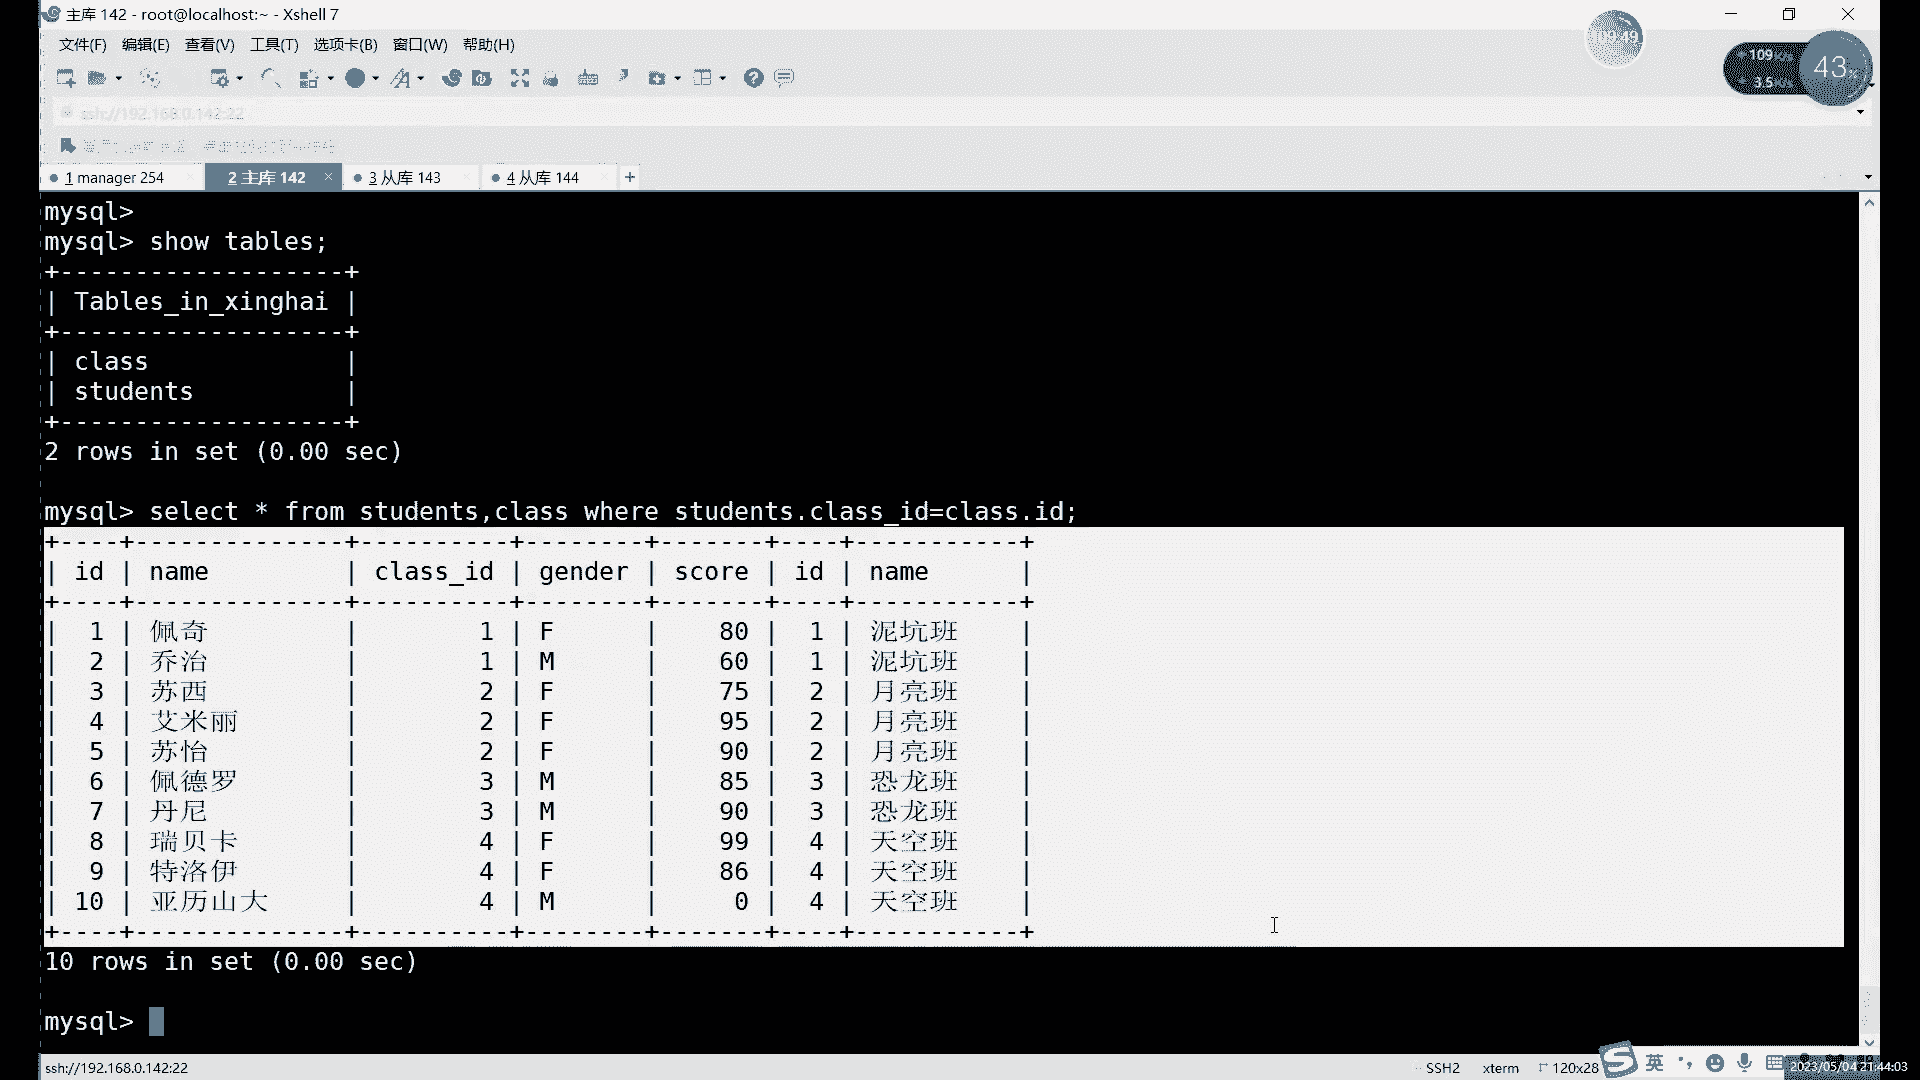 主库 142 - root@localhost:~ - Xshell 7
文件(F) 编辑(E) 查看(V) 工具(T) 选项卡(B) 窗口(W) 帮助(H)
43%
109
3.5
ssh://192.168.0.142:22
1 manager 254 × 2 主库 142 × 3 从库 143 × 4 从库 144 × +
mysql>
mysql> show tables;
+-------------------+
| Tables_in_xinghai |
+-------------------+
| class             |
| students          |
+-------------------+
2 rows in set (0.00 sec)
mysql> select * from students,class where students.class_id=class.id;
+----+--------------+----------+--------+-------+----+-----------+
| id | name         | class_id | gender | score | id | name      |
+----+--------------+----------+--------+-------+----+-----------+
|  1 | 佩奇         |        1 | F      |    80 |  1 | 泥坑班    |
|  2 | 乔治         |        1 | M      |    60 |  1 | 泥坑班    |
|  3 | 苏西         |        2 | F      |    75 |  2 | 月亮班    |
|  4 | 艾米丽       |        2 | F      |    95 |  2 | 月亮班    |
|  5 | 苏怡         |        2 | F      |    90 |  2 | 月亮班    |
|  6 | 佩德罗       |        3 | M      |    85 |  3 | 恐龙班    |
|  7 | 丹尼         |        3 | M      |    90 |  3 | 恐龙班    |
|  8 | 瑞贝卡       |        4 | F      |    99 |  4 | 天空班    |
|  9 | 特洛伊       |        4 | F      |    86 |  4 | 天空班    |
| 10 | 亚历山大     |        4 | M      |     0 |  4 | 天空班    |
+----+--------------+----------+--------+-------+----+-----------+
10 rows in set (0.00 sec)
mysql>
ssh://192.168.0.142:22 SSH2 xterm 120x28 英 2023/05/04 21:44:03